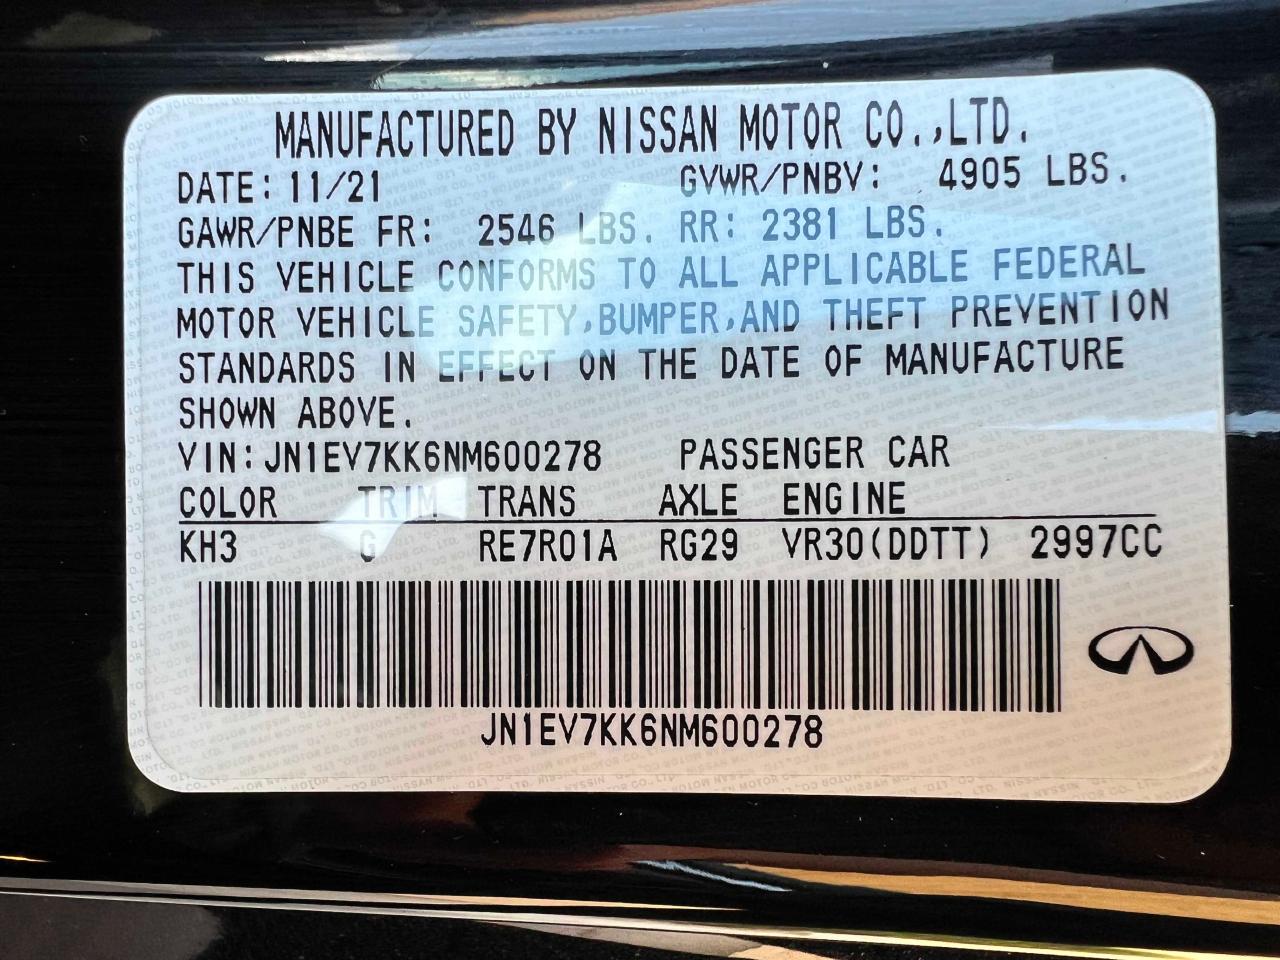 MANUFACTURED BY NISSAN MOTOR CO.,LTD.
DATE: 11/21 GVWR/PNBV: 4905 LBS.
GAWR/PNBE FR: 2546 LBS. RR: 2381 LBS.
THIS VEHICLE CONFORMS TO ALL APPLICABLE FEDERAL
MOTOR VEHICLE SAFETY,BUMPER,AND THEFT PREVENTION
STANDARDS IN EFFECT ON THE DATE OF MANUFACTURE
SHOWN ABOVE.
VIN:JN1EV7KK6NM600278 PASSENGER CAR
COLOR TRIM TRANS AXLE ENGINE
KH3 G RE7R01A RG29 VR30(DDTT) 2997CC
JN1EV7KK6NM600278